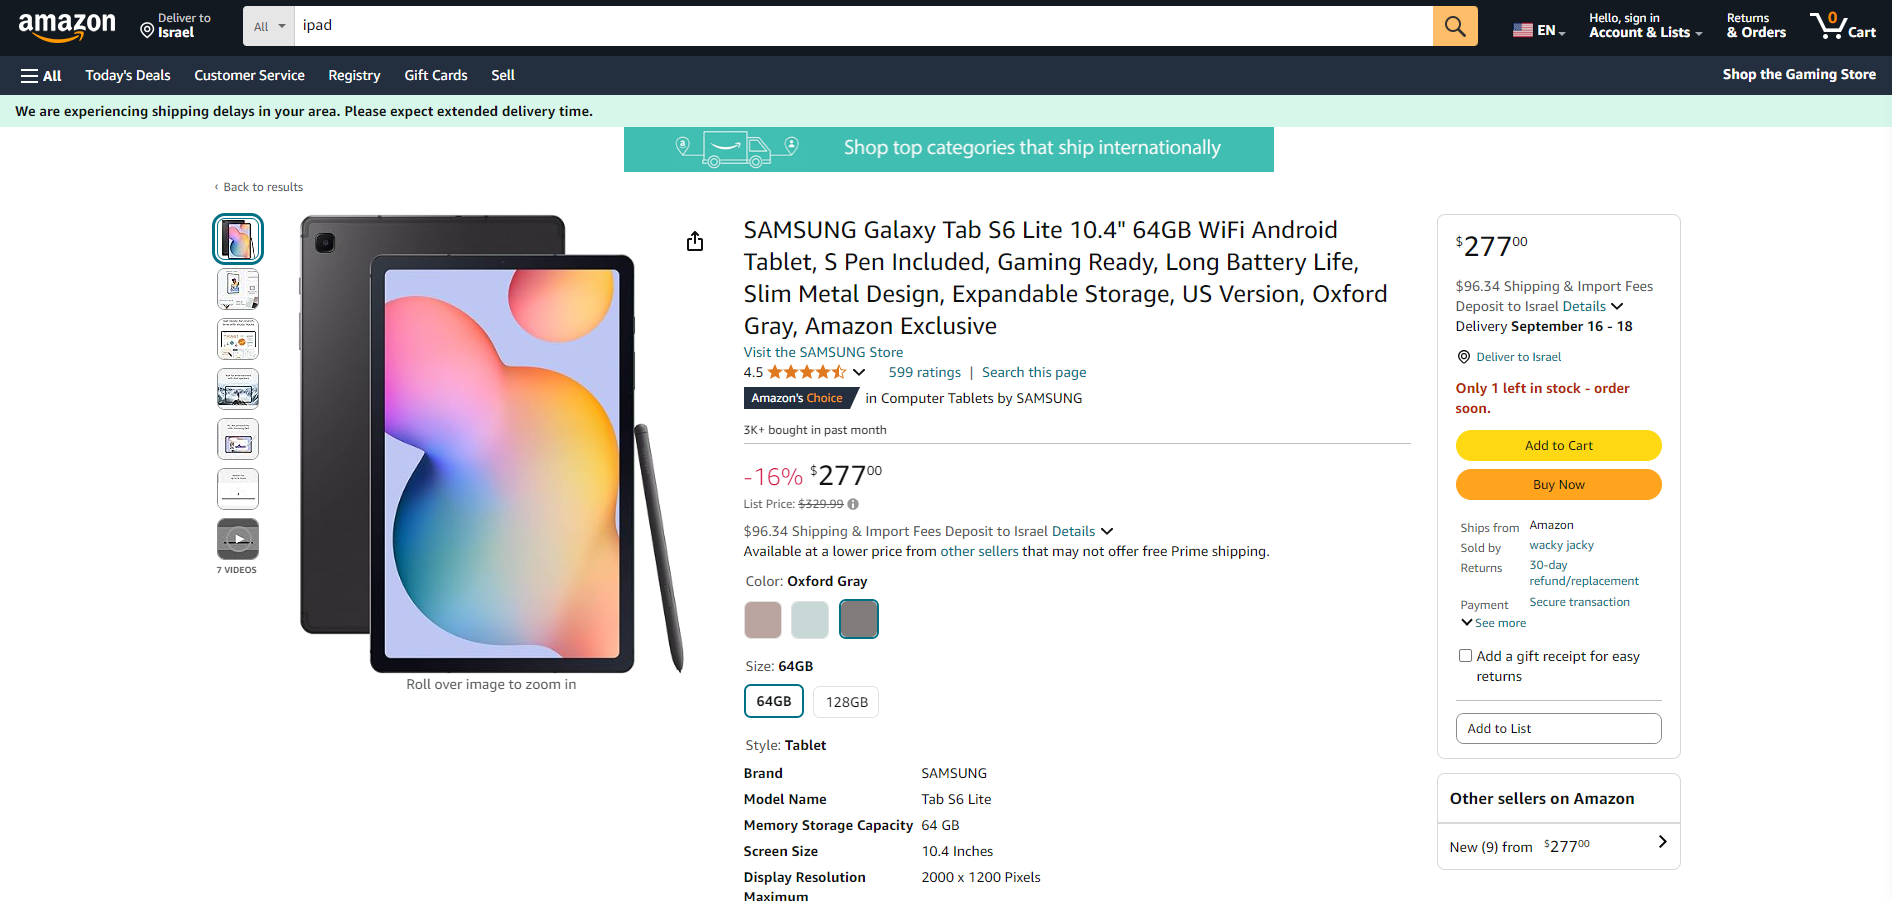 amazon
Deliver to
Israel
All
ipad
EN
Hello, sign in
Account & Lists
Returns
& Orders
0
Cart
All
Today's Deals
Customer Service
Registry
Gift Cards
Sell
Shop the Gaming Store
We are experiencing shipping delays in your area. Please expect extended delivery time.
a
Shop top categories that ship internationally
‹ Back to results
7 VIDEOS
Roll over image to zoom in
SAMSUNG Galaxy Tab S6 Lite 10.4" 64GB WiFi Android
Tablet, S Pen Included, Gaming Ready, Long Battery Life,
Slim Metal Design, Expandable Storage, US Version, Oxford
Gray, Amazon Exclusive
Visit the SAMSUNG Store
4.5
599 ratings | Search this page
Amazon's Choice in Computer Tablets by SAMSUNG
3K+ bought in past month
-16% $27700
List Price: $329.99
$96.34 Shipping & Import Fees Deposit to Israel Details
Available at a lower price from other sellers that may not offer free Prime shipping.
Color: Oxford Gray
Size: 64GB
64GB
128GB
Style: Tablet
Brand SAMSUNG
Model Name Tab S6 Lite
Memory Storage Capacity 64 GB
Screen Size 10.4 Inches
Display Resolution 2000 x 1200 Pixels
Maximum
$27700
$96.34 Shipping & Import Fees
Deposit to Israel Details
Delivery September 16 - 18
Deliver to Israel
Only 1 left in stock - order
soon.
Add to Cart
Buy Now
Ships from Amazon
Sold by wacky jacky
Returns 30-day
refund/replacement
Payment Secure transaction
See more
Add a gift receipt for easy
returns
Add to List
Other sellers on Amazon
New (9) from $27700